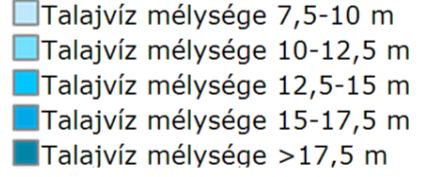 Talajvíz mélysége 7,5-10 m
Talajvíz mélysége 10-12,5 m
Talajvíz mélysége 12,5-15 m
Talajvíz mélysége 15-17,5 m
Talajvíz mélysége >17,5 m